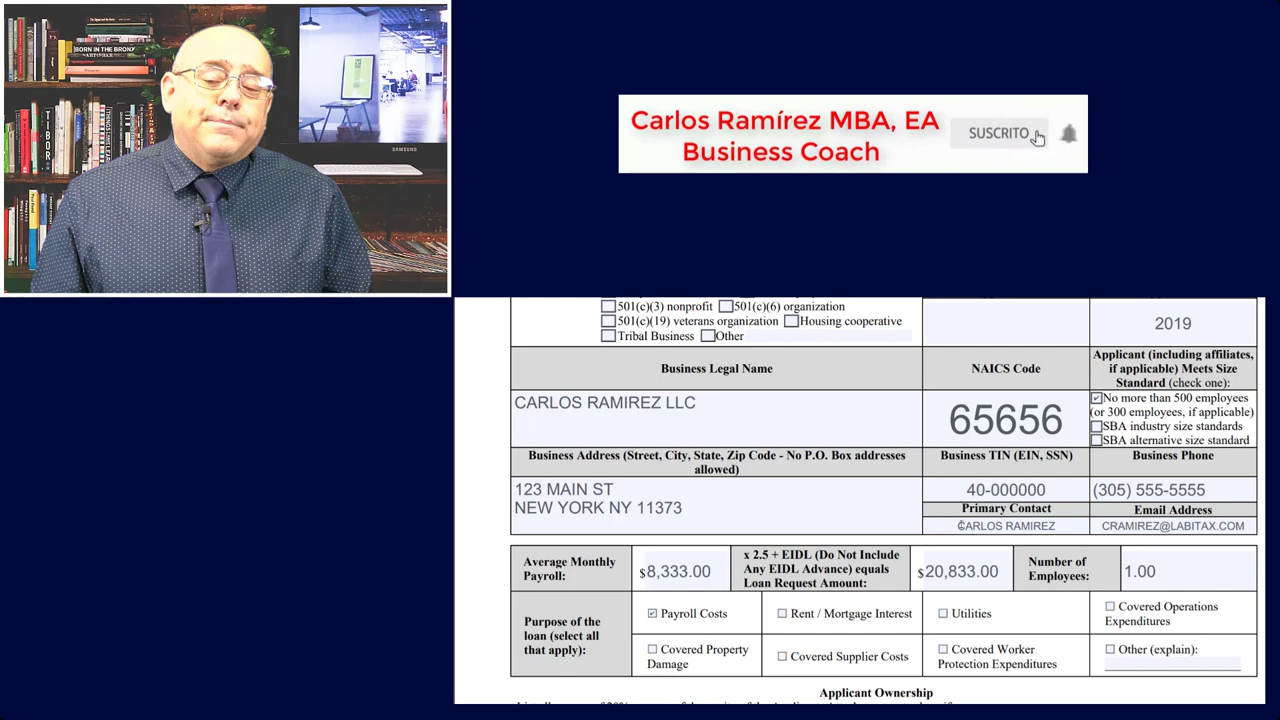 BORN IN THE BRONX
TIBOR
SAMSUNG
Carlos Ramírez MBA, EA
Business Coach
SUSCRITO
501(c)(3) nonprofit 501(c)(6) organization
501(c)(19) veterans organization Housing cooperative
Tribal Business Other
2019
Business Legal Name
NAICS Code
Applicant (including affiliates,
if applicable) Meets Size
Standard (check one):
CARLOS RAMIREZ LLC
65656
No more than 500 employees
(or 300 employees, if applicable)
SBA industry size standards
SBA alternative size standard
Business Address (Street, City, State, Zip Code - No P.O. Box addresses
allowed)
Business TIN (EIN, SSN)
Business Phone
123 MAIN ST
NEW YORK NY 11373
40-000000
(305) 555-5555
Primary Contact
Email Address
CARLOS RAMIREZ
CRAMIREZ@LABITAX.COM
Average Monthly
Payroll:
$8,333.00
x 2.5 + EIDL (Do Not Include
Any EIDL Advance) equals
Loan Request Amount:
$20,833.00
Number of
Employees:
1.00
Purpose of the
loan (select all
that apply):
Payroll Costs
Rent / Mortgage Interest
Utilities
Covered Operations
Expenditures
Covered Property
Damage
Covered Supplier Costs
Covered Worker
Protection Expenditures
Other (explain):
Applicant Ownership